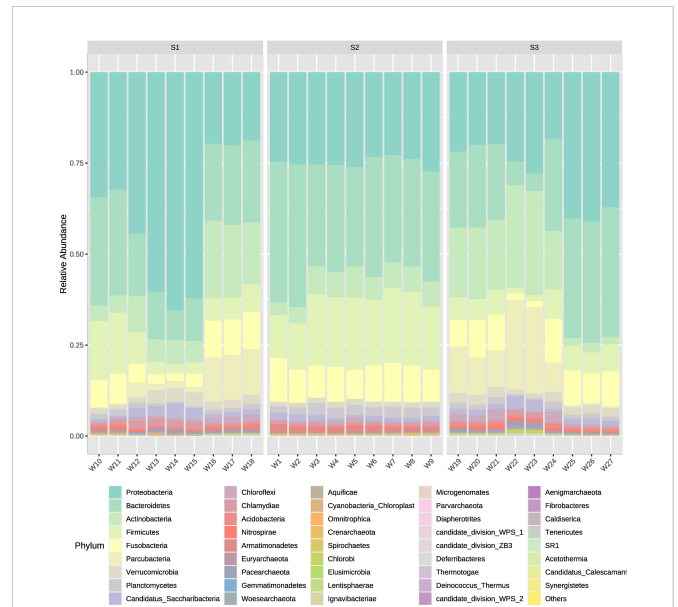 S1 S2 S3
1.00
0.75
0.50
0.25
0.00
Relative Abundance
W10 W11 W12 W13 W14 W15 W16 W17 W18 W1 W2 W3 W4 W5 W6 W7 W8 W9 W19 W20 W21 W22 W23 W24 W25 W26 W27
Phylum
Proteobacteria
Bacteroidetes
Actinobacteria
Firmicutes
Fusobacteria
Parcubacteria
Verrucomicrobia
Planctomycetes
Candidatus_Saccharibacteria
Chloroflexi
Chlamydiae
Acidobacteria
Nitrospirae
Armatimonadetes
Euryarchaeota
Pacearchaeota
Gemmatimonadetes
Woesearchaeota
Aquificae
Cyanobacteria_Chloroplast
Omnitrophica
Crenarchaeota
Spirochaetes
Chlorobi
Elusimicrobia
Lentisphaerae
Ignavibacteriae
Microgenomates
Parvarchaeota
Diapherotrites
candidate_division_WPS_1
candidate_division_ZB3
Deferribacteres
Thermotogae
Deinococcus_Thermus
candidate_division_WPS_2
Aenigmarchaeota
Fibrobacteres
Caldiserica
Tenericutes
SR1
Acetothermia
Candidatus_Calescaman
Synergistetes
Others